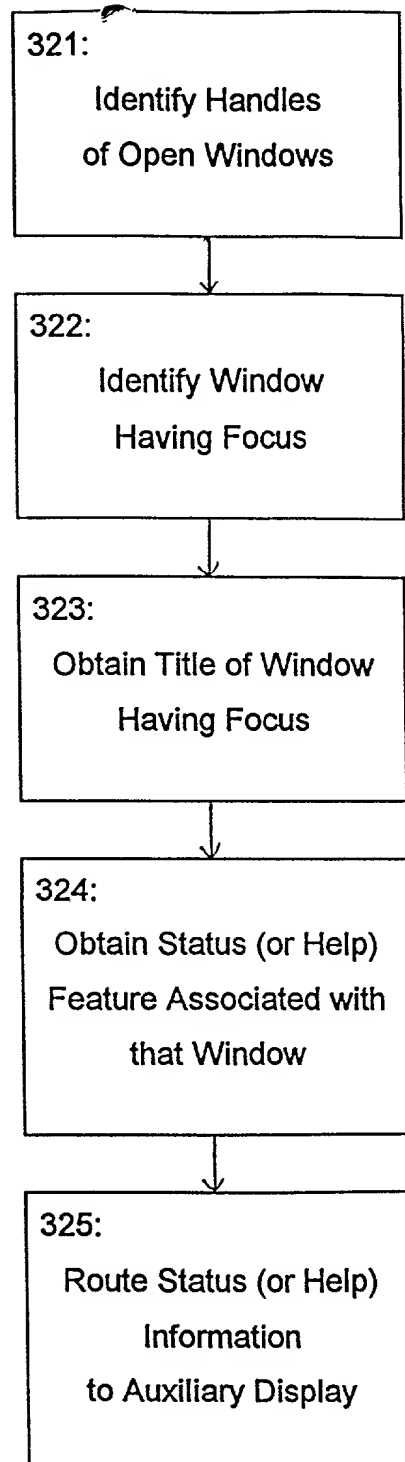 321:
Identify Handles
of Open Windows
322:
Identify Window
Having Focus
323:
Obtain Title of Window
Having Focus
324:
Obtain Status (or Help)
Feature Associated with
that Window
325:
Route Status (or Help)
Information
to Auxiliary Display